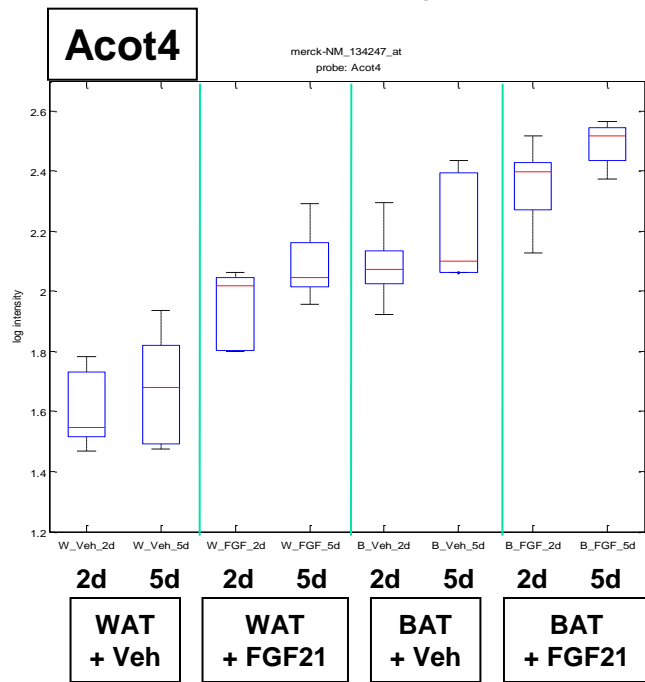 Acot4
merck-NM_134247_at
probe: Acot4
log intensity
2.6
2.4
2.2
2
1.8
1.6
1.4
1.2
W_Veh_2d W_Veh_5d W_FGF_2d W_FGF_5d B_Veh_2d B_Veh_5d B_FGF_2d B_FGF_5d
2d 5d 2d 5d 2d 5d 2d 5d
WAT
+ Veh
WAT
+ FGF21
BAT
+ Veh
BAT
+ FGF21